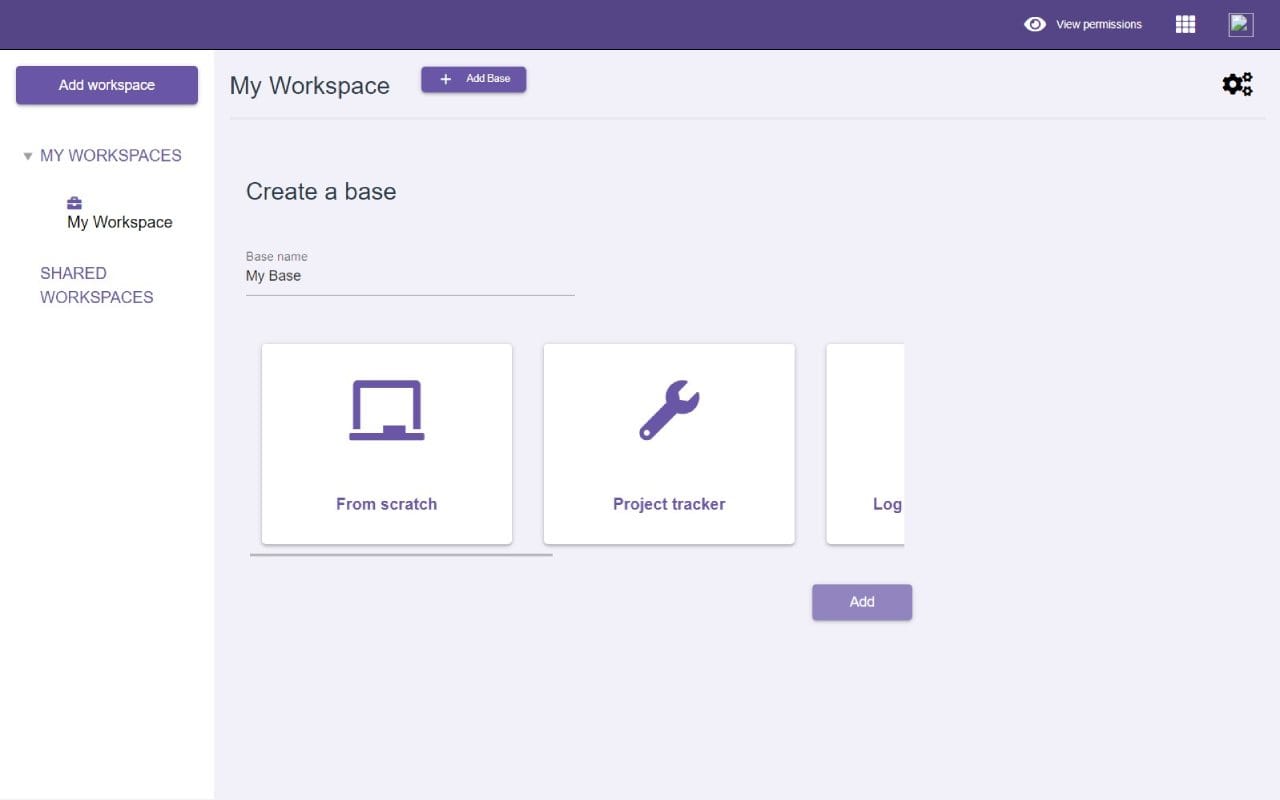 View permissions
Add workspace
My Workspace
Add Base
MY WORKSPACES
My Workspace
SHARED
WORKSPACES
Create a base
Base name
My Base
From scratch
Project tracker
Log
Add